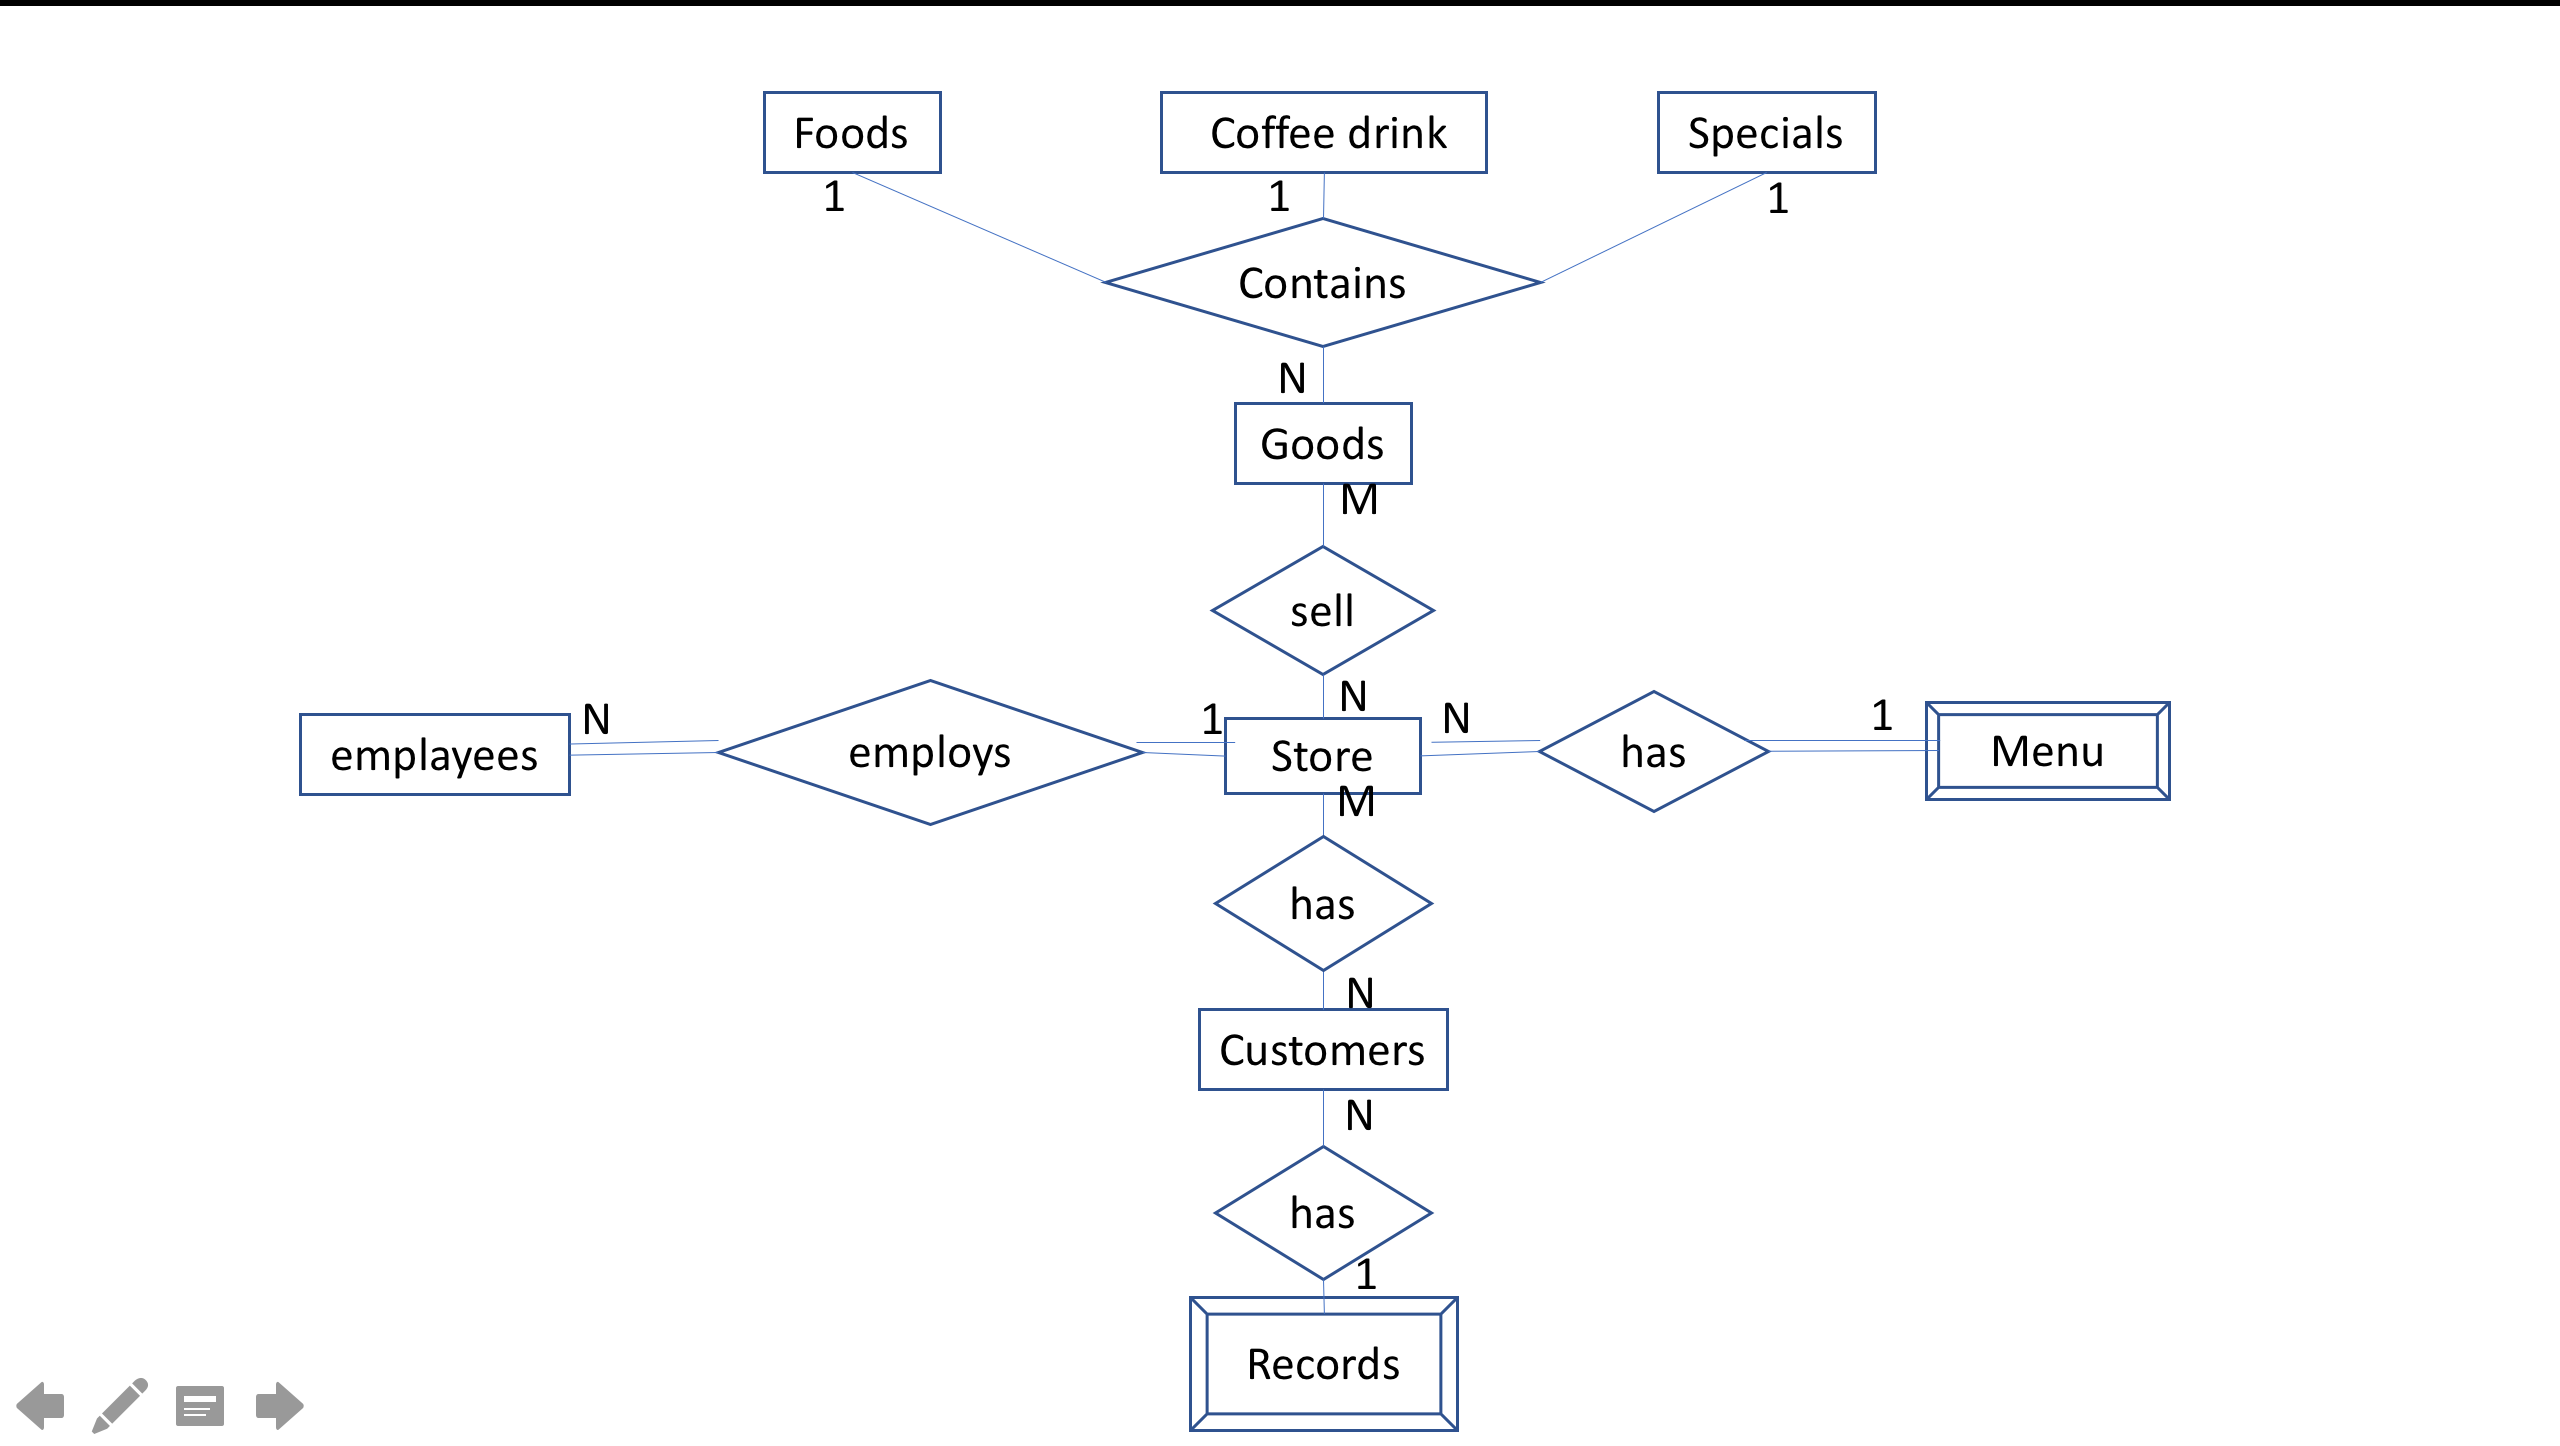 Foods
Coffee drink
Specials
1
1
1
Contains
N
Goods
M
sell
N
emplayees
N
employs
1
Store
N
has
1
Menu
M
has
N
Customers
N
has
1
Records